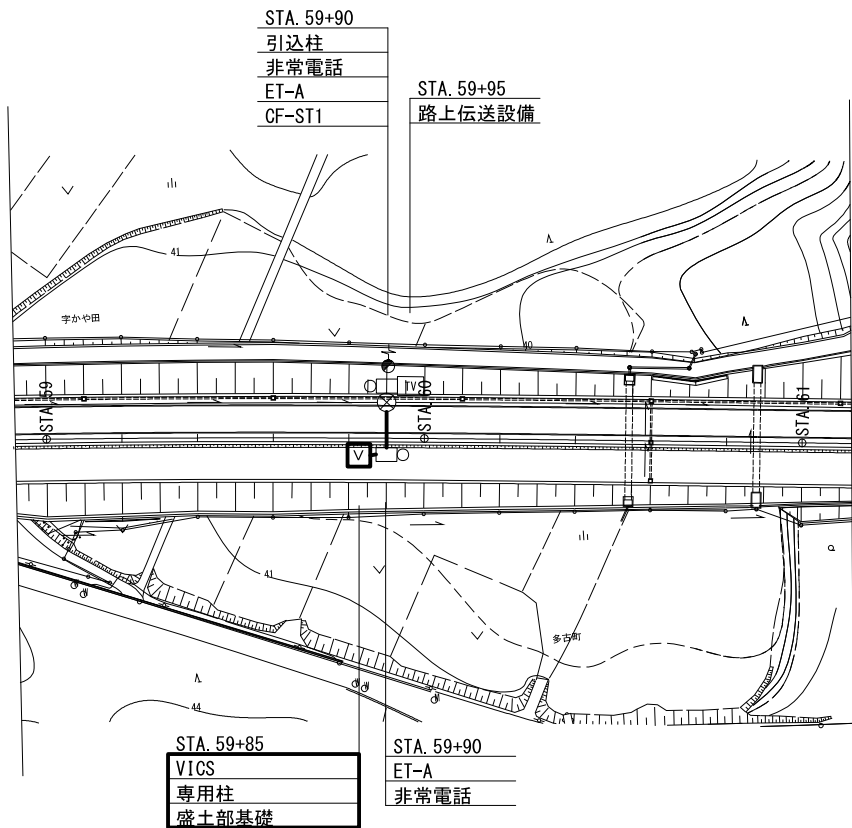 STA. 59+90
引込柱
非常電話
ET-A
CF-ST1
STA. 59+95
路上伝送設備
41
字かや田
40
TV
STA. 59
STA. 60
STA. 61
V
41
多古町
44
STA. 59+85
VICS
専用柱
盛土部基礎
STA. 59+90
ET-A
非常電話